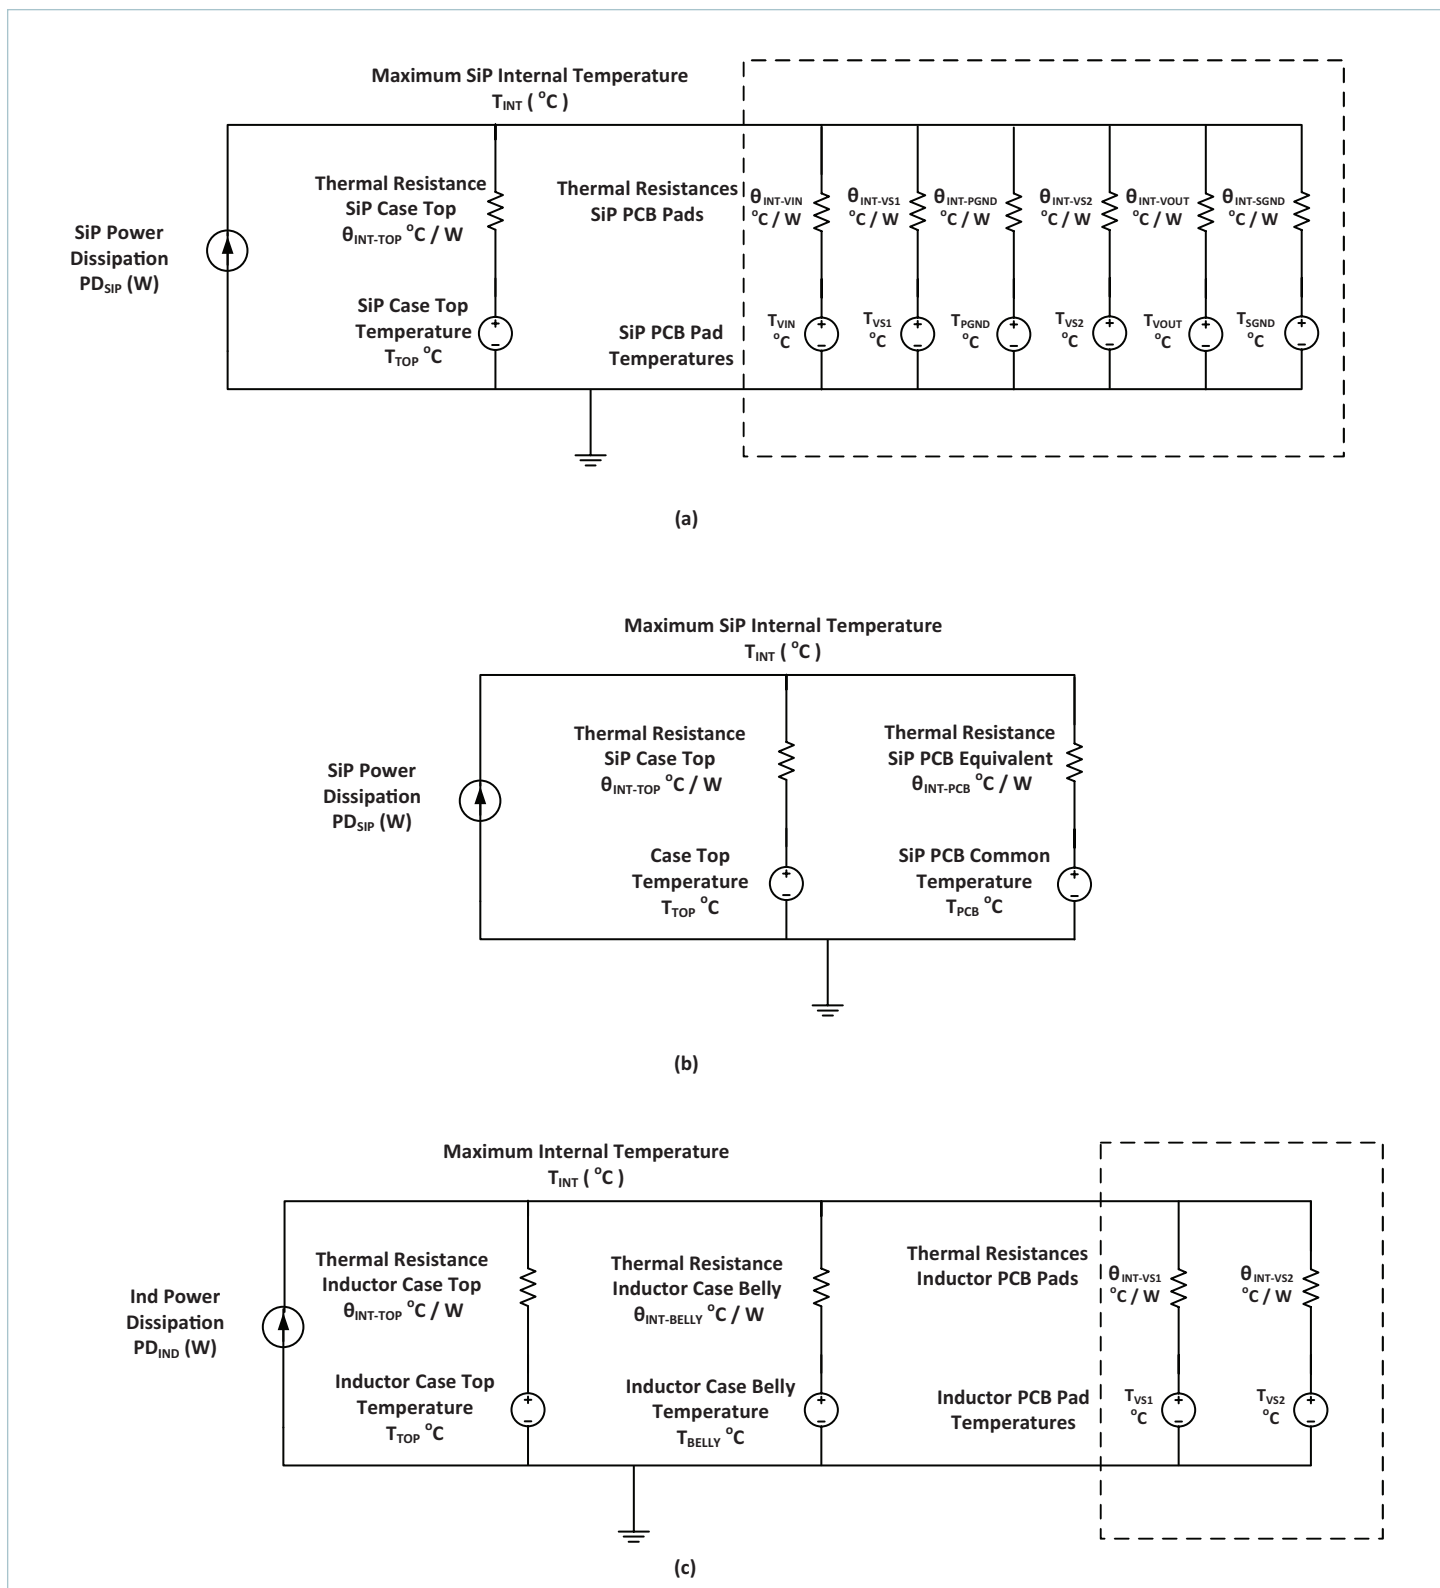 Maximum SiP Internal Temperature
T_INT ( °C )
Thermal Resistance
SiP Case Top
θ_INT-TOP °C / W
Thermal Resistances
SiP PCB Pads
θ_INT-VIN
°C / W
θ_INT-VS1
°C / W
θ_INT-PGND
°C / W
θ_INT-VS2
°C / W
θ_INT-VOUT
°C / W
θ_INT-SGND
°C / W
SiP Power
Dissipation
PD_SIP (W)
SiP Case Top
Temperature
T_TOP °C
SiP PCB Pad
Temperatures
T_VIN
°C
T_VS1
°C
T_PGND
°C
T_VS2
°C
T_VOUT
°C
T_SGND
°C
(a)
Maximum SiP Internal Temperature
T_INT ( °C )
Thermal Resistance
SiP Case Top
θ_INT-TOP °C / W
Thermal Resistance
SiP PCB Equivalent
θ_INT-PCB °C / W
SiP Power
Dissipation
PD_SIP (W)
Case Top
Temperature
T_TOP °C
SiP PCB Common
Temperature
T_PCB °C
(b)
Maximum Internal Temperature
T_INT ( °C )
Thermal Resistance
Inductor Case Top
θ_INT-TOP °C / W
Thermal Resistance
Inductor Case Belly
θ_INT-BELLY °C / W
Thermal Resistances
Inductor PCB Pads
θ_INT-VS1
°C / W
θ_INT-VS2
°C / W
Ind Power
Dissipation
PD_IND (W)
Inductor Case Top
Temperature
T_TOP °C
Inductor Case Belly
Temperature
T_BELLY °C
Inductor PCB Pad
Temperatures
T_VS1
°C
T_VS2
°C
(c)